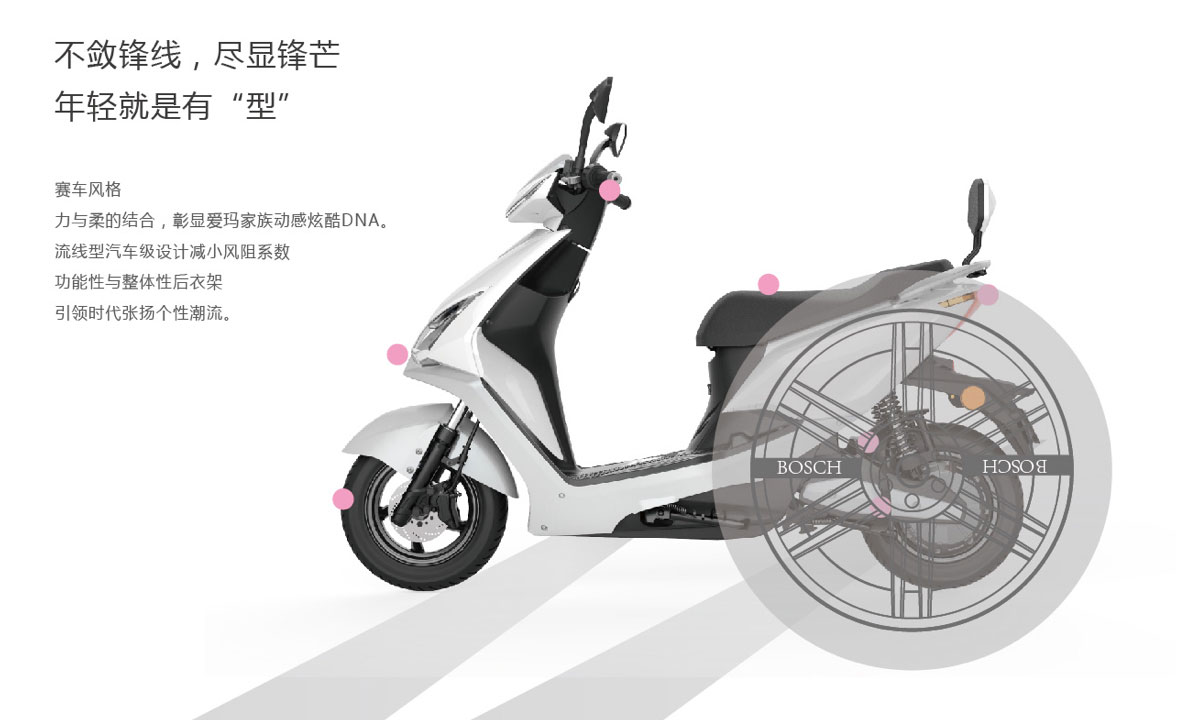 不敛锋线，尽显锋芒
年轻就是有“型”
赛车风格
力与柔的结合，彰显爱玛家族动感炫酷DNA。
流线型汽车级设计减小风阻系数
功能性与整体性后衣架
引领时代张扬个性潮流。
BOSCH
BOSCH